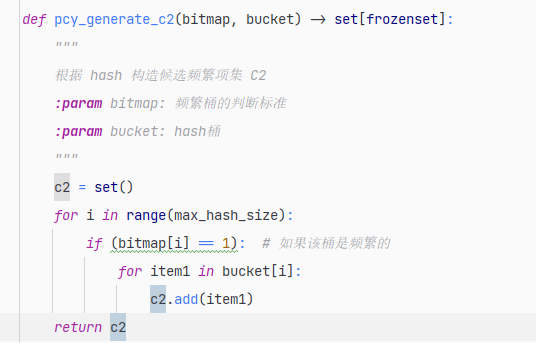 def pcy_generate_c2(bitmap, bucket) -> set[frozenset]:
    """
    根据 hash 构造候选频繁项集 C2
    :param bitmap: 频繁桶的判断标准
    :param bucket: hash桶
    """
    c2 = set()
    for i in range(max_hash_size):
        if (bitmap[i] == 1):  # 如果该桶是频繁的
            for item1 in bucket[i]:
                c2.add(item1)
    return c2